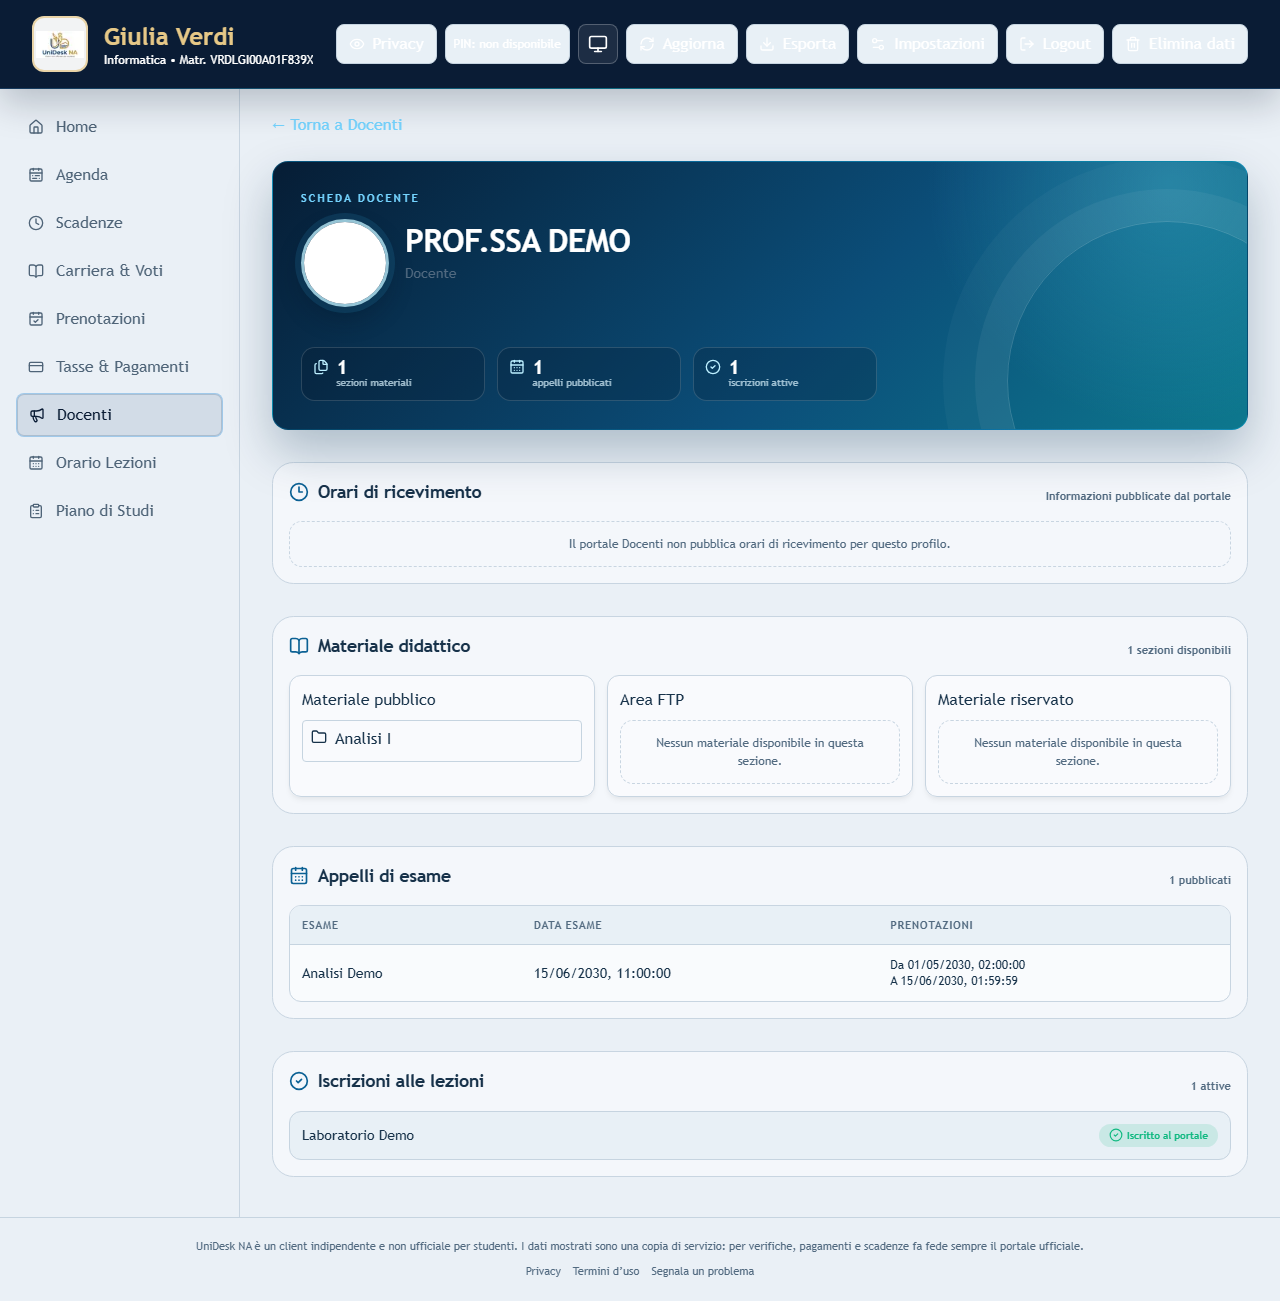 UniDesk NA
Giulia Verdi
Informatica • Matr. VRDLGI00A01F839X
Privacy
PIN: non disponibile
Aggiorna
Esporta
Impostazioni
Logout
Elimina dati
Home
Agenda
Scadenze
Carriera & Voti
Prenotazioni
Tasse & Pagamenti
Docenti
Orario Lezioni
Piano di Studi
← Torna a Docenti
SCHEDA DOCENTE
PROF.SSA DEMO
Docente
1
sezioni materiali
1
appelli pubblicati
1
iscrizioni attive
Orari di ricevimento
Informazioni pubblicate dal portale
Il portale Docenti non pubblica orari di ricevimento per questo profilo.
Materiale didattico
1 sezioni disponibili
Materiale pubblico
Analisi I
Area FTP
Nessun materiale disponibile in questa
sezione.
Materiale riservato
Nessun materiale disponibile in questa
sezione.
Appelli di esame
1 pubblicati
ESAME DATA ESAME PRENOTAZIONI
Analisi Demo 15/06/2030, 11:00:00
Da 01/05/2030, 02:00:00
A 15/06/2030, 01:59:59
Iscrizioni alle lezioni
1 attive
Laboratorio Demo
Iscritto al portale
UniDesk NA è un client indipendente e non ufficiale per studenti. I dati mostrati sono una copia di servizio: per verifiche, pagamenti e scadenze fa fede sempre il portale ufficiale.
Privacy Termini d'uso Segnala un problema